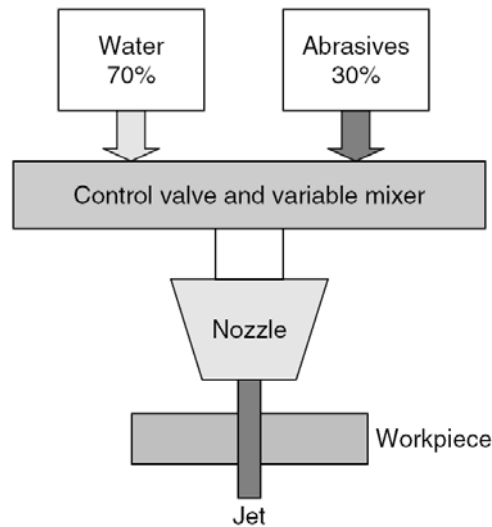 Water
70%
Abrasives
30%
Control valve and variable mixer
Nozzle
Workpiece
Jet